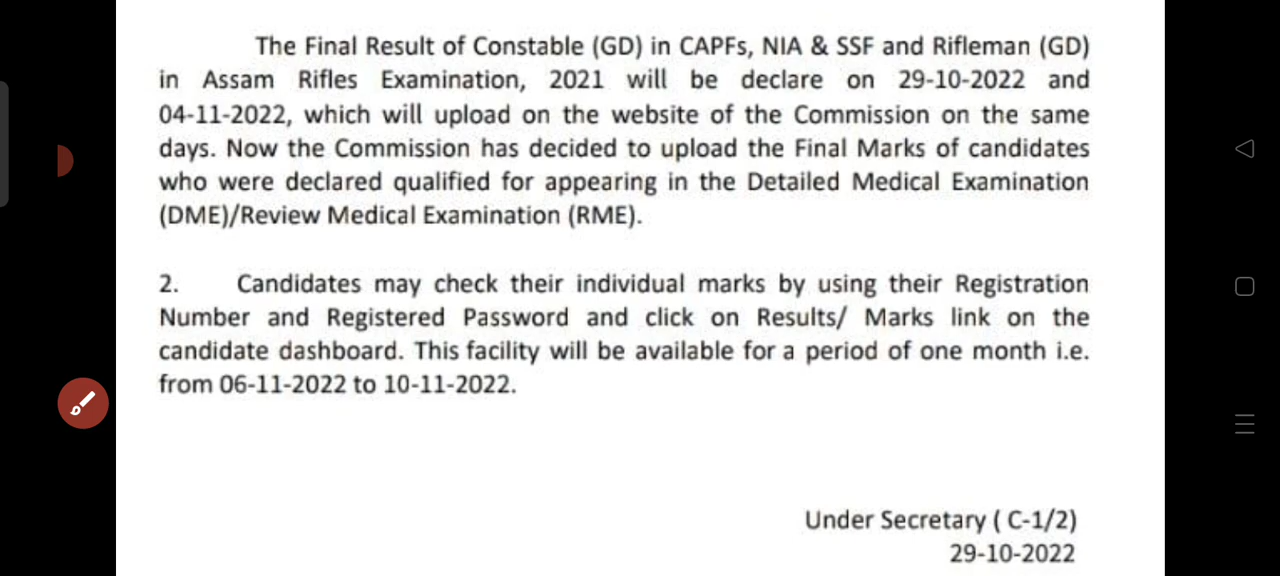 The Final Result of Constable (GD) in CAPFs, NIA & SSF and Rifleman (GD)
in Assam Rifles Examination, 2021 will be declare on 29-10-2022 and
04-11-2022, which will upload on the website of the Commission on the same
days. Now the Commission has decided to upload the Final Marks of candidates
who were declared qualified for appearing in the Detailed Medical Examination
(DME)/Review Medical Examination (RME).
2. Candidates may check their individual marks by using their Registration
Number and Registered Password and click on Results/ Marks link on the
candidate dashboard. This facility will be available for a period of one month i.e.
from 06-11-2022 to 10-11-2022.
Under Secretary ( C-1/2)
29-10-2022